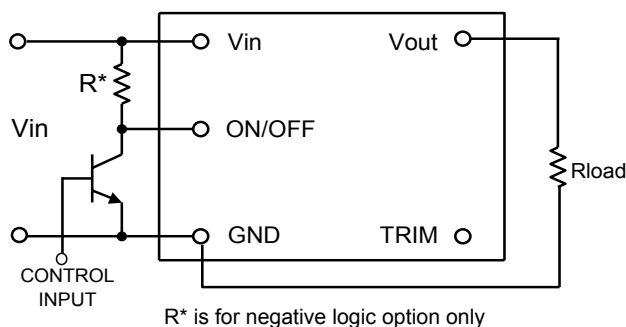 Vin
Vout
R*
Vin
ON/OFF
Rload
GND
TRIM
CONTROL
INPUT
R* is for negative logic option only